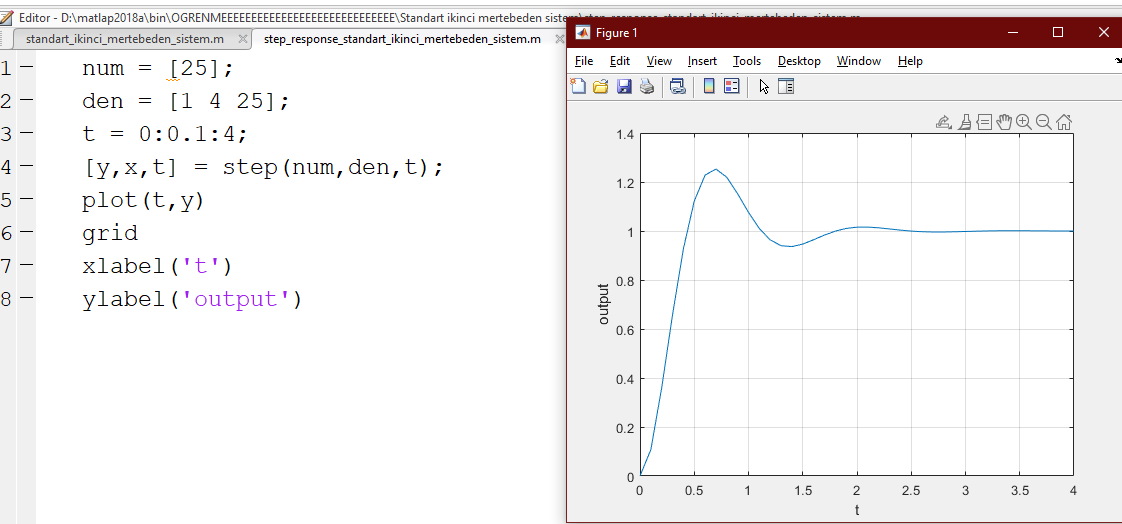 Editor - D:\matlap2018a\bin\OGRENMEEEEEEEEEEEEEEEEEEEEEEEEEEEEE\Standart ikinci mertebeden sistem\step_response_standart_ikinci_mertebeden_sistem.m
standart_ikinci_mertebeden_sistem.m
step_response_standart_ikinci_mertebeden_sistem.m
1 num = [25];
2 den = [1 4 25];
3 t = 0:0.1:4;
4 [y,x,t] = step(num,den,t);
5 plot(t,y)
6 grid
7 xlabel('t')
8 ylabel('output')
Figure 1
File Edit View Insert Tools Desktop Window Help
1.4
1.2
1
0.8
0.6
0.4
0.2
0
output
0 0.5 1 1.5 2 2.5 3 3.5 4
t